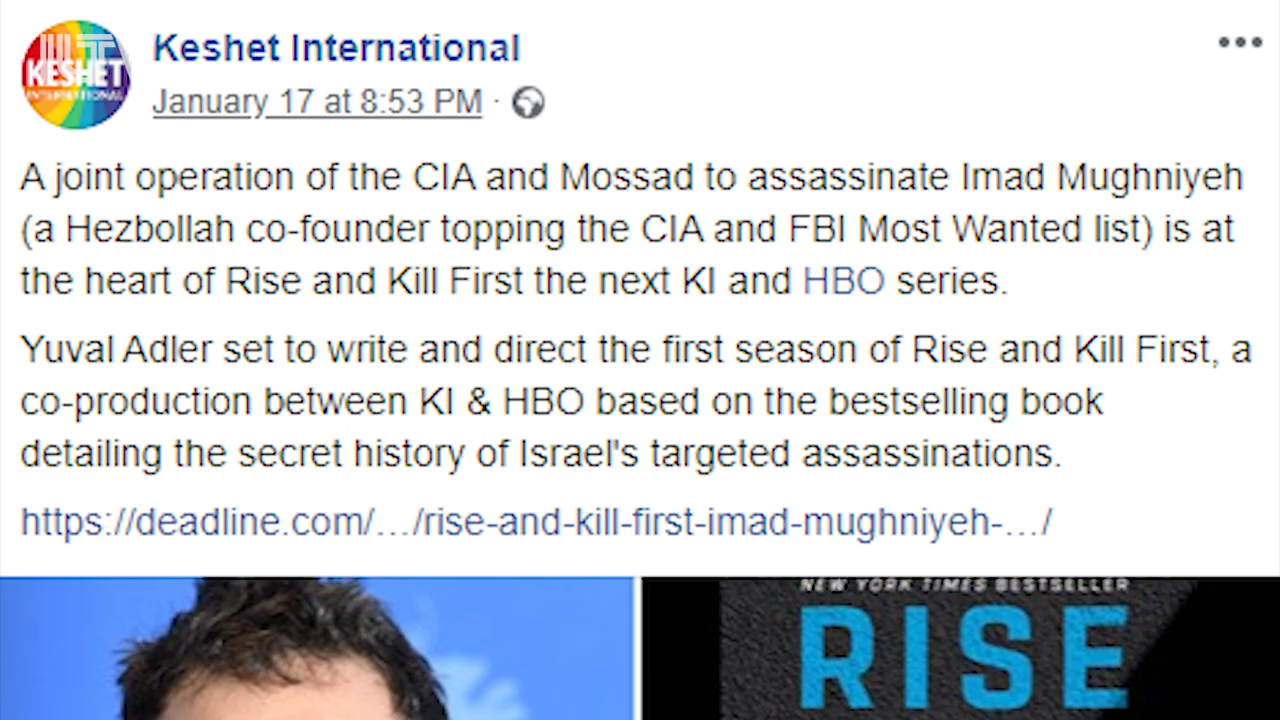 KESHET
INTERNATIONAL
Keshet International
January 17 at 8:53 PM ·
A joint operation of the CIA and Mossad to assassinate Imad Mughniyeh
(a Hezbollah co-founder topping the CIA and FBI Most Wanted list) is at
the heart of Rise and Kill First the next KI and HBO series.
Yuval Adler set to write and direct the first season of Rise and Kill First, a
co-production between KI & HBO based on the bestselling book
detailing the secret history of Israel's targeted assassinations.
https://deadline.com/…/rise-and-kill-first-imad-mughniyeh-…/
NEW YORK TIMES BESTSELLER
RISE